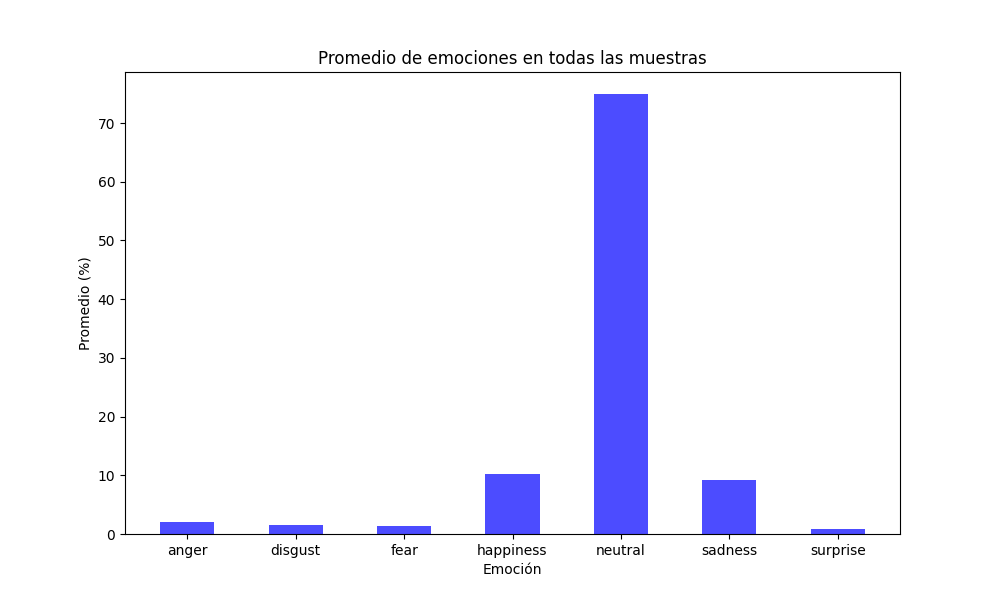 Promedio de emociones en todas las muestras
Promedio (%)
70
60
50
40
30
20
10
0
anger disgust fear happiness neutral sadness surprise
Emoción